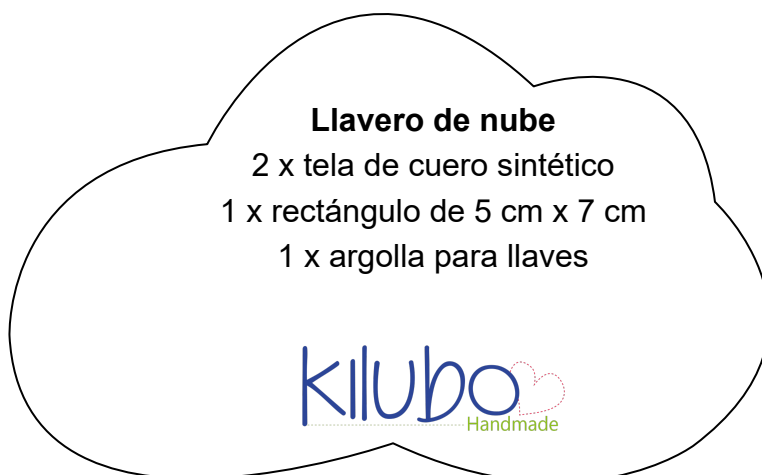 Llavero de nube
2 x tela de cuero sintético
1 x rectángulo de 5 cm x 7 cm
1 x argolla para llaves
kilubo
Handmade